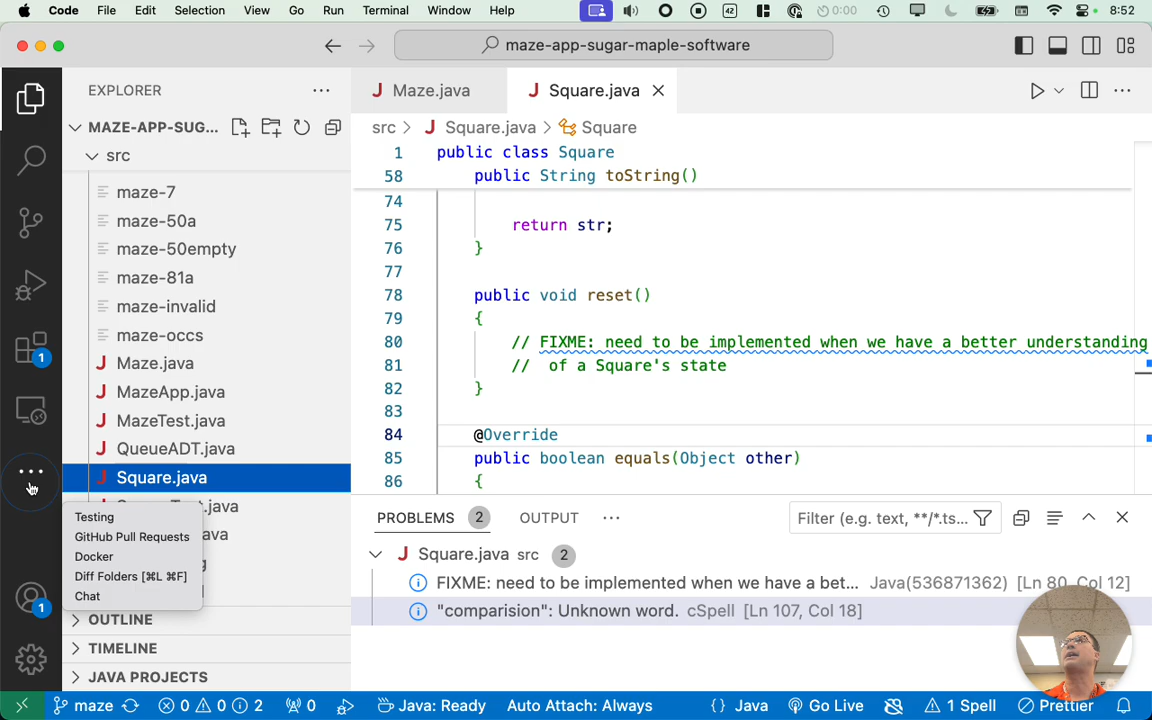 Code File Edit Selection View Go Run Terminal Window Help 42 0:00 8:52
maze-app-sugar-maple-software
EXPLORER
MAZE-APP-SUG...
src
maze-7
maze-50a
maze-50empty
maze-81a
maze-invalid
maze-occs
J Maze.java
J MazeApp.java
J MazeTest.java
J QueueADT.java
J Square.java
.java
ava
Testing
GitHub Pull Requests
Docker
Diff Folders [⌘L ⌘F]
Chat
1
1
OUTLINE
TIMELINE
JAVA PROJECTS
J Maze.java J Square.java
src > J Square.java > Square
1 public class Square
58 public String toString()
74
75 return str;
76 }
77
78 public void reset()
79 {
80 // FIXME: need to be implemented when we have a better understanding
81 // of a Square's state
82 }
83
84 @Override
85 public boolean equals(Object other)
86 {
PROBLEMS 2 OUTPUT ... Filter (e.g. text, **/*.ts...
J Square.java src 2
FIXME: need to be implemented when we have a bet... Java(536871362) [Ln 80, Col 12]
"comparision": Unknown word. cSpell [Ln 107, Col 18]
maze 0 0 2 0 Java: Ready Auto Attach: Always {} Java Go Live 1 Spell Prettier